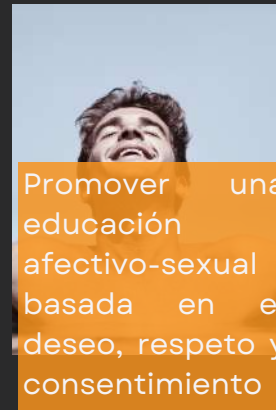 Promover una
educación
afectivo-sexual
basada en e
deseo, respeto y
consentimiento